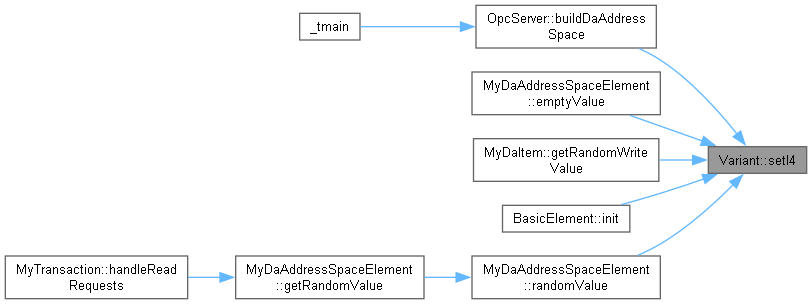 OpcServer::buildDaAddress
Space
_tmain
MyDaAddressSpaceElement
::emptyValue
MyDaItem::getRandomWrite
Value
Variant::setI4
BasicElement::init
MyTransaction::handleRead
Requests
MyDaAddressSpaceElement
::getRandomValue
MyDaAddressSpaceElement
::randomValue